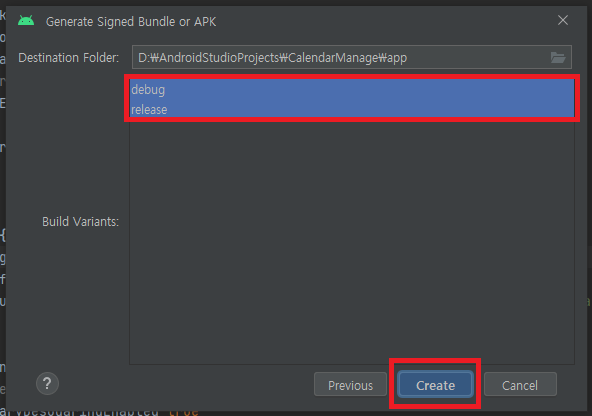 Generate Signed Bundle or APK
Destination Folder: D:₩AndroidStudioProjects₩CalendarManage₩app
debug
release
Build Variants:
? Previous Create Cancel